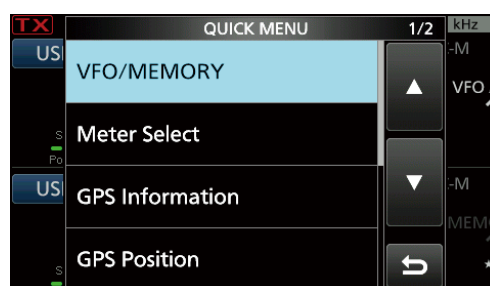 TX QUICK MENU 1/2 kHz
US -M
VFO/MEMORY
VFO
Meter Select
S
Po
US -M
GPS Information
MEM
GPS Position
S